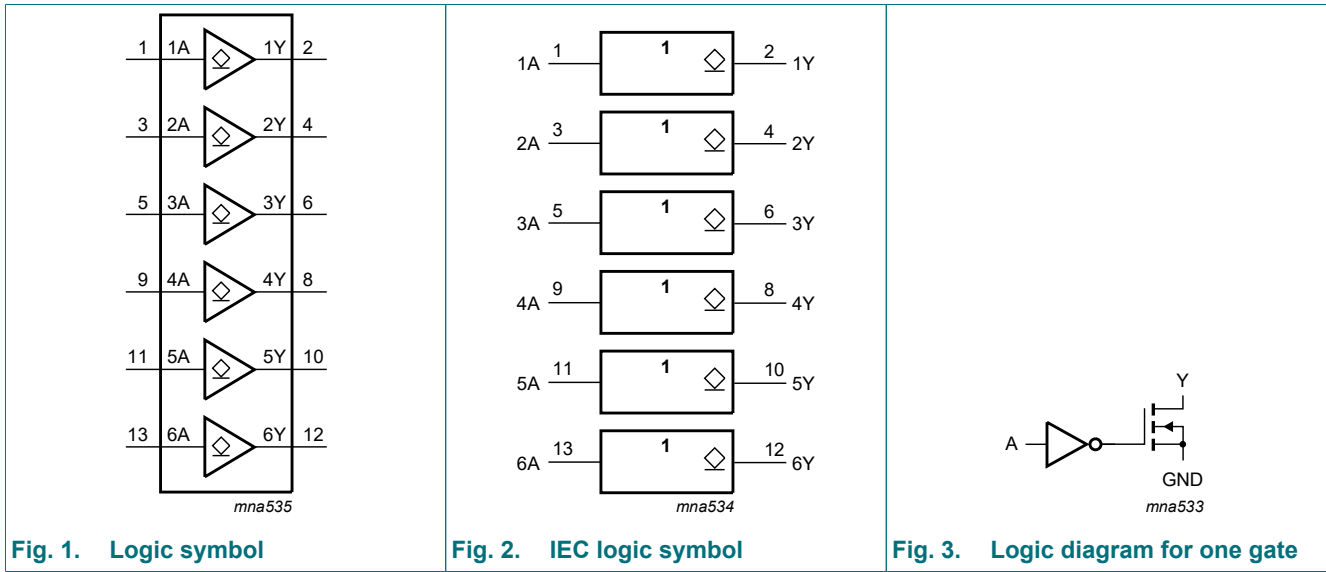 1 1A 1Y 2
3 2A 2Y 4
5 3A 3Y 6
9 4A 4Y 8
11 5A 5Y 10
13 6A 6Y 12
mna535
Fig. 1. Logic symbol
1A 1 1 2 1Y
2A 3 1 4 2Y
3A 5 1 6 3Y
4A 9 1 8 4Y
5A 11 1 10 5Y
6A 13 1 12 6Y
mna534
Fig. 2. IEC logic symbol
Y
A
GND
mna533
Fig. 3. Logic diagram for one gate